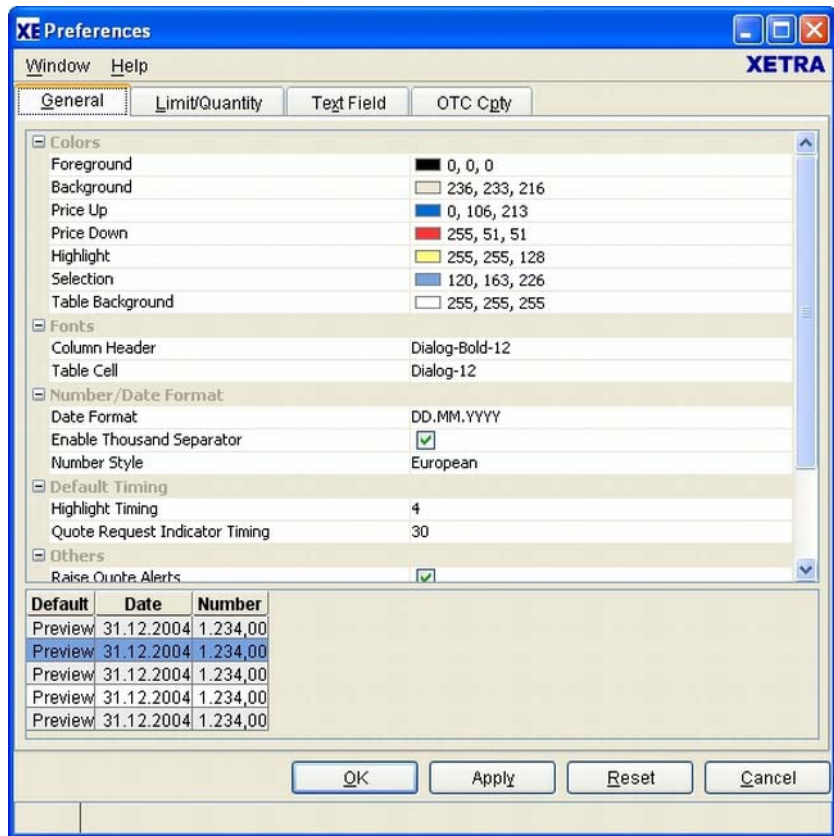 XE Preferences
Window Help XETRA
General Limit/Quantity Text Field OTC Cpty
Colors
Foreground 0, 0, 0
Background 236, 233, 216
Price Up 0, 106, 213
Price Down 255, 51, 51
Highlight 255, 255, 128
Selection 120, 163, 226
Table Background 255, 255, 255
Fonts
Column Header Dialog-Bold-12
Table Cell Dialog-12
Number/Date Format
Date Format DD.MM.YYYY
Enable Thousand Separator
Number Style European
Default Timing
Highlight Timing 4
Quote Request Indicator Timing 30
Others
Raise Quote Alerts
Default Date Number
Preview 31.12.2004 1.234,00
Preview 31.12.2004 1.234,00
Preview 31.12.2004 1.234,00
Preview 31.12.2004 1.234,00
Preview 31.12.2004 1.234,00
OK Apply Reset Cancel